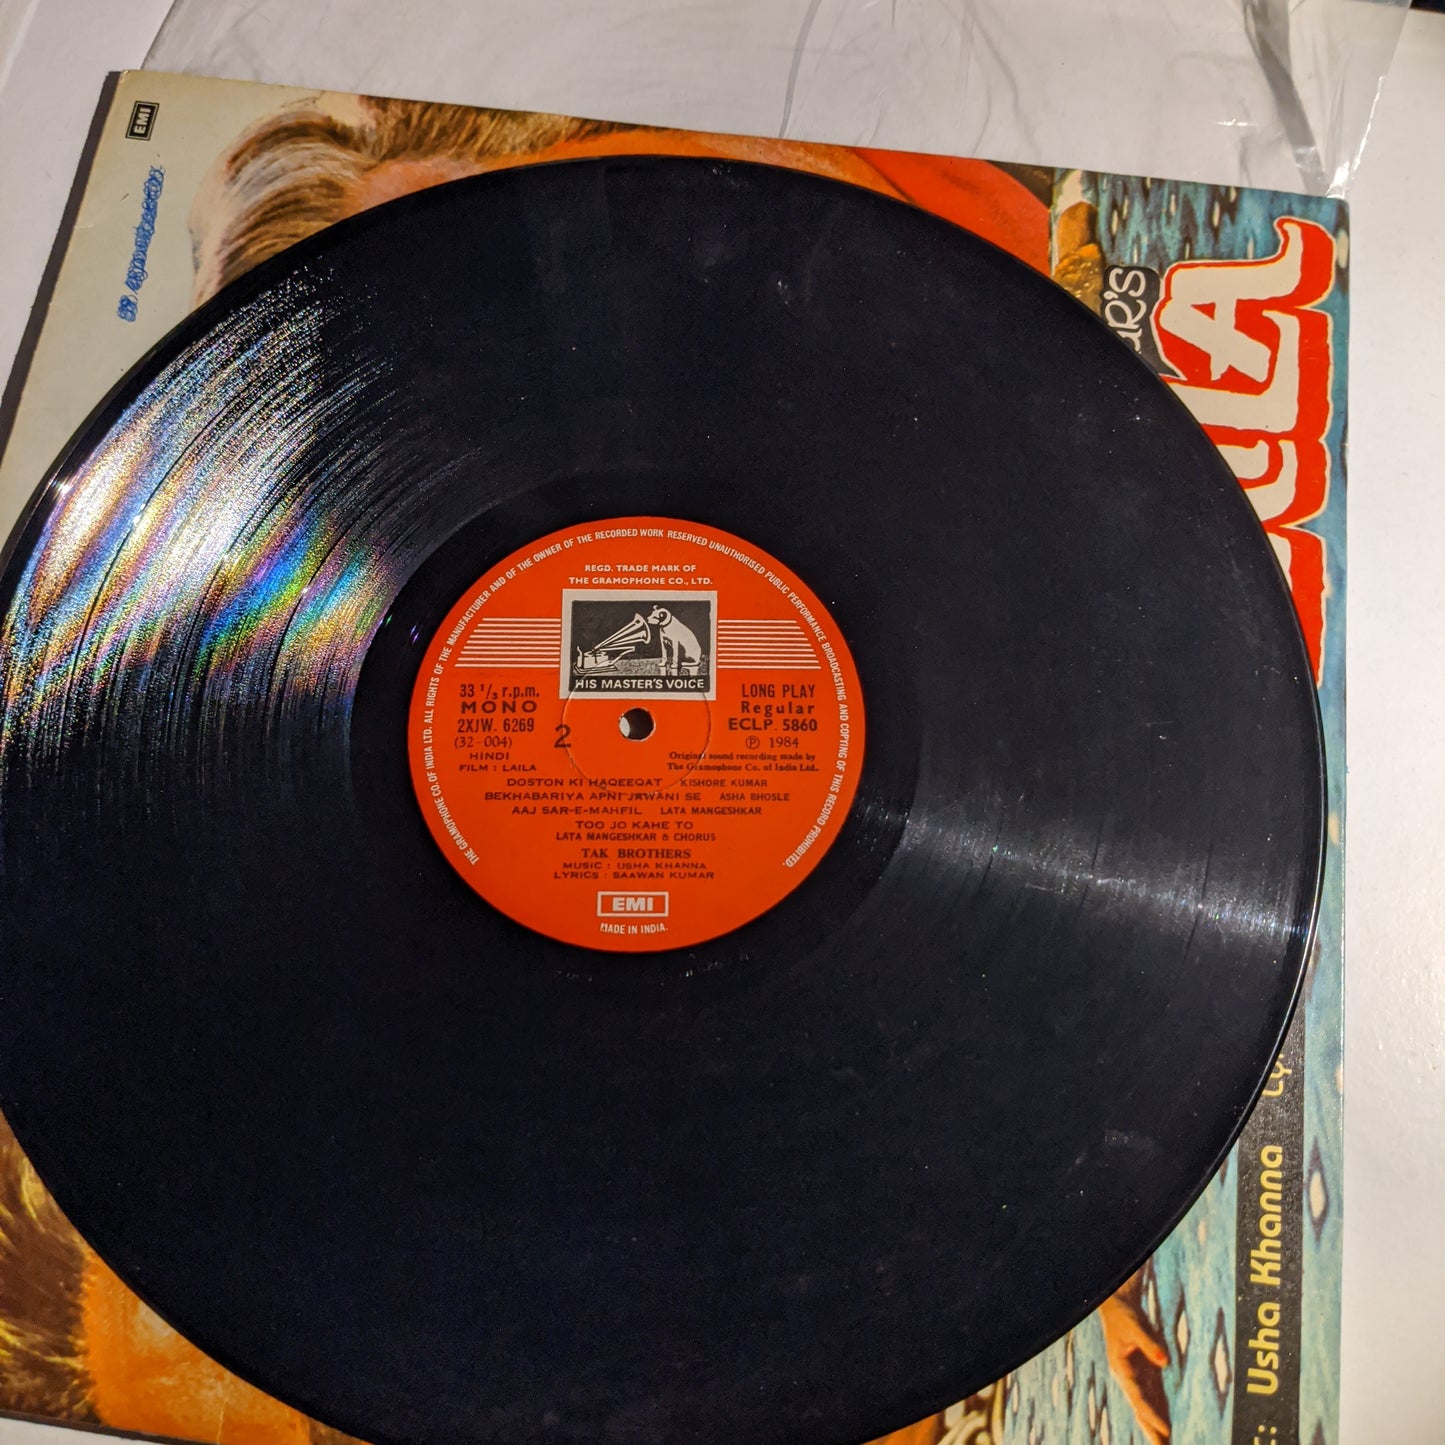 EMI
UR'S
ILA
: Usha Khanna
THE GRAMOPHONE CO. OF INDIA LTD. ALL RIGHTS OF THE MANUFACTURER AND OF THE OWNER OF THE RECORDED WORK RESERVED UNAUTHORISED PUBLIC PERFORMANCE BROADCASTING AND COPYING OF THIS RECORD PROHIBITED.
REGD. TRADE MARK OF
THE GRAMOPHONE CO., LTD.
HIS MASTER'S VOICE
33 1/3 r.p.m.
MONO
2XJW. 6269
(32-004)
HINDI
FILM : LAILA
2
LONG PLAY
Regular
ECLP. 5860
℗ 1984
Original sound recording made by
The Gramophone Co. of India Ltd..
DOSTON KI HAQEEQAT KISHORE KUMAR
BEKHABARIYA APNI JAWANI SE ASHA BHOSLE
AAJ SAR-E-MAHFIL LATA MANGESHKAR
TOO JO KAHE TO
LATA MANGESHKAR & CHORUS
TAK BROTHERS
MUSIC : USHA KHANNA
LYRICS : SAAWAN KUMAR
EMI
MADE IN INDIA.